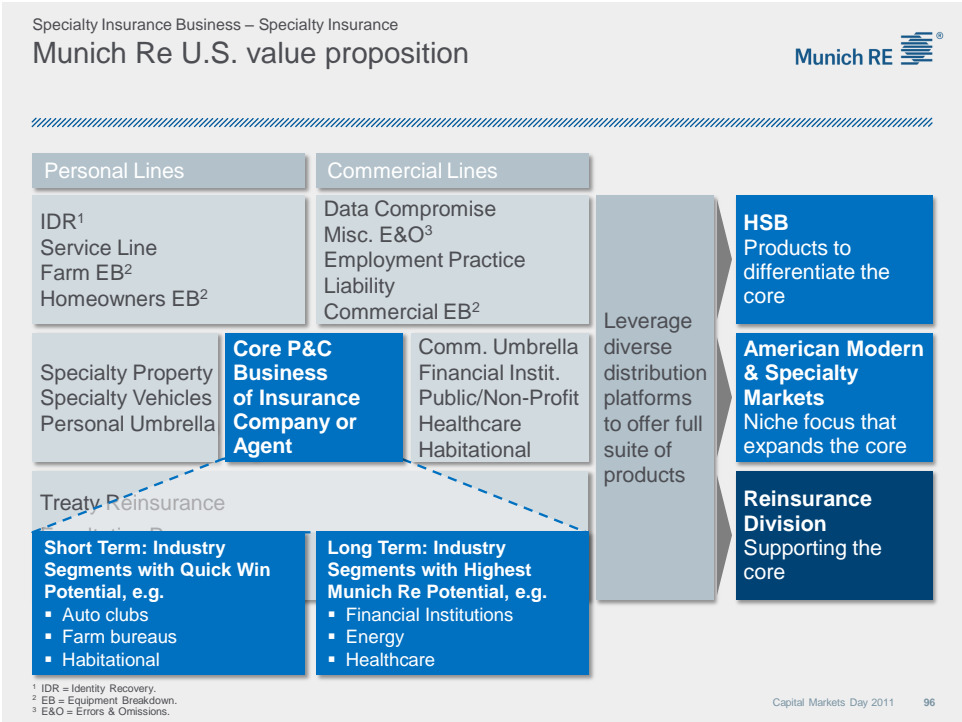 Specialty Insurance Business – Specialty Insurance
Munich Re U.S. value proposition
Munich RE ®
Personal Lines
Commercial Lines
IDR¹
Service Line
Farm EB²
Homeowners EB²
Data Compromise
Misc. E&O³
Employment Practice
Liability
Commercial EB²
Specialty Property
Specialty Vehicles
Personal Umbrella
Core P&C
Business
of Insurance
Company or
Agent
Comm. Umbrella
Financial Instit.
Public/Non-Profit
Healthcare
Habitational
Treaty Reinsurance
Short Term: Industry
Segments with Quick Win
Potential, e.g.
▪ Auto clubs
▪ Farm bureaus
▪ Habitational
Long Term: Industry
Segments with Highest
Munich Re Potential, e.g.
▪ Financial Institutions
▪ Energy
▪ Healthcare
Leverage
diverse
distribution
platforms
to offer full
suite of
products
HSB
Products to
differentiate the
core
American Modern
& Specialty
Markets
Niche focus that
expands the core
Reinsurance
Division
Supporting the
core
¹ IDR = Identity Recovery.
² EB = Equipment Breakdown.
³ E&O = Errors & Omissions.
Capital Markets Day 2011 96